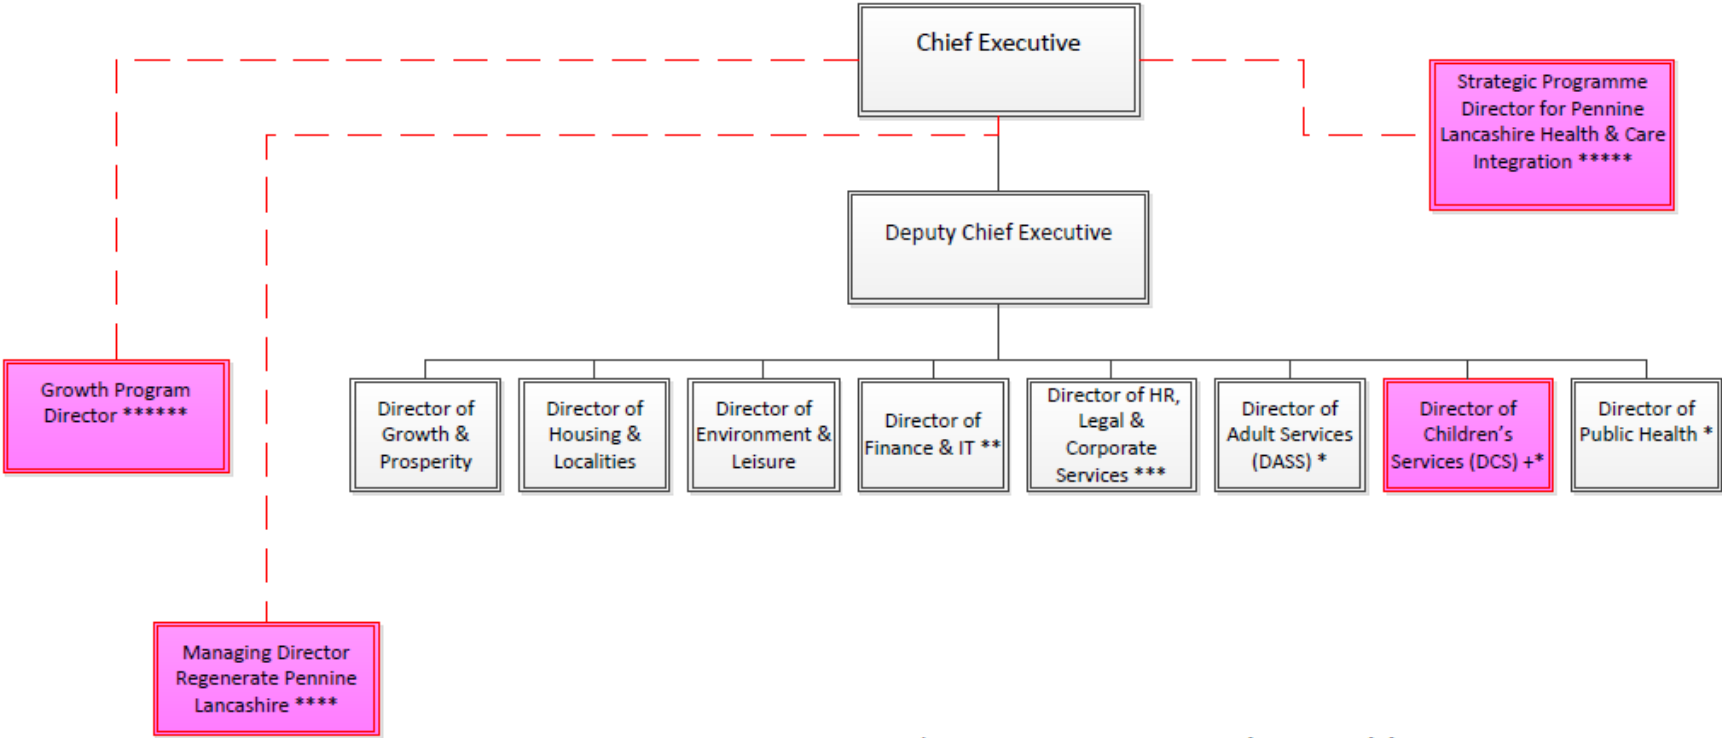 Chief Executive
Strategic Programme
Director for Pennine
Lancashire Health & Care
Integration *****
Deputy Chief Executive
Growth Program
Director ******
Director of
Growth &
Prosperity
Director of
Housing &
Localities
Director of
Environment &
Leisure
Director of
Finance & IT **
Director of HR,
Legal &
Corporate
Services ***
Director of
Adult Services
(DASS) *
Director of
Children’s
Services (DCS) +*
Director of
Public Health *
Managing Director
Regenerate Pennine
Lancashire ****